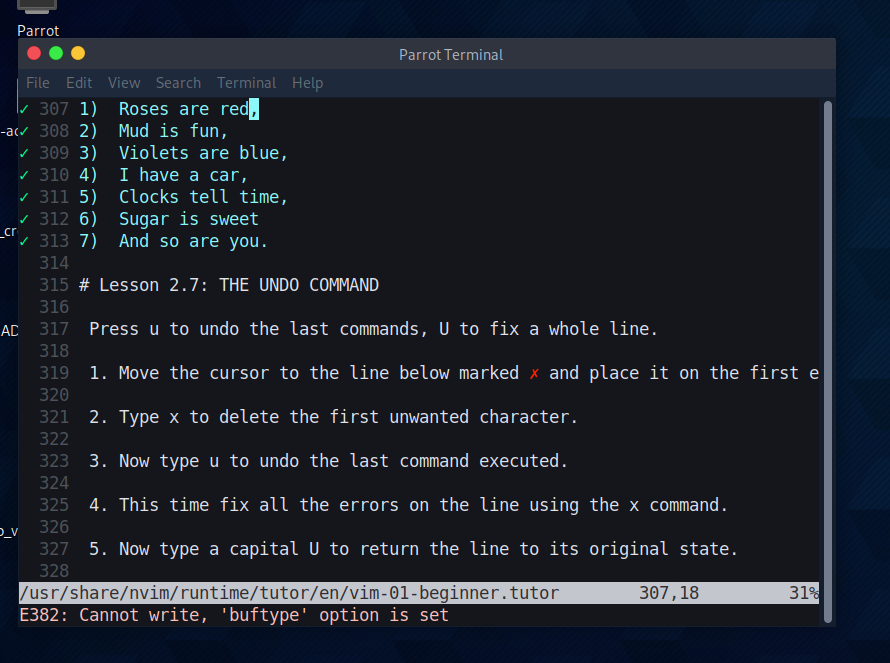 Parrot
Parrot Terminal
File Edit View Search Terminal Help
✓ 307 1)  Roses are red,
✓ 308 2)  Mud is fun,
✓ 309 3)  Violets are blue,
✓ 310 4)  I have a car,
✓ 311 5)  Clocks tell time,
✓ 312 6)  Sugar is sweet
✓ 313 7)  And so are you.
314
315 # Lesson 2.7: THE UNDO COMMAND
316
317  Press u to undo the last commands, U to fix a whole line.
318
319  1. Move the cursor to the line below marked ✗ and place it on the first e
320
321  2. Type x to delete the first unwanted character.
322
323  3. Now type u to undo the last command executed.
324
325  4. This time fix all the errors on the line using the x command.
326
327  5. Now type a capital U to return the line to its original state.
328
/usr/share/nvim/runtime/tutor/en/vim-01-beginner.tutor 307,18 31%
E382: Cannot write, 'buftype' option is set
-ac
_cr
AD
_v